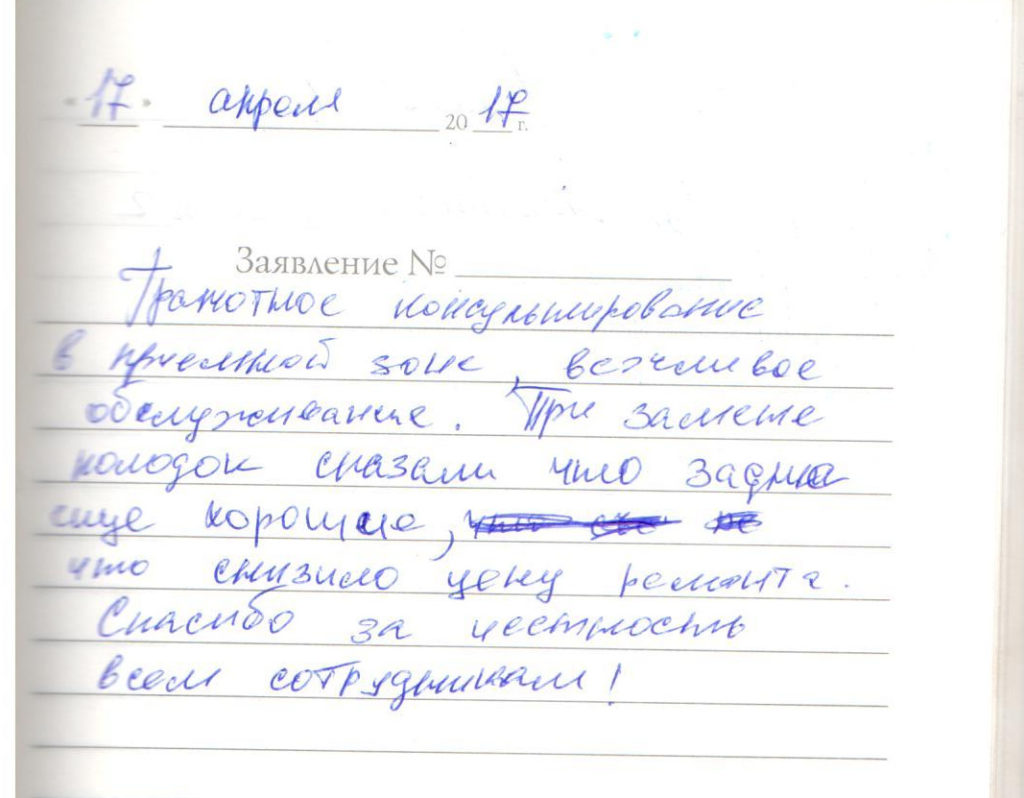 « 17 » апреля 2017 г.
Заявление №
Грамотное консультирование
в приемной зоне, вежливое
обслуживание. При замене
колодок сказали что задние
еще хорошие,
что снизило цену ремонта.
Спасибо за честность
всем сотрудникам!